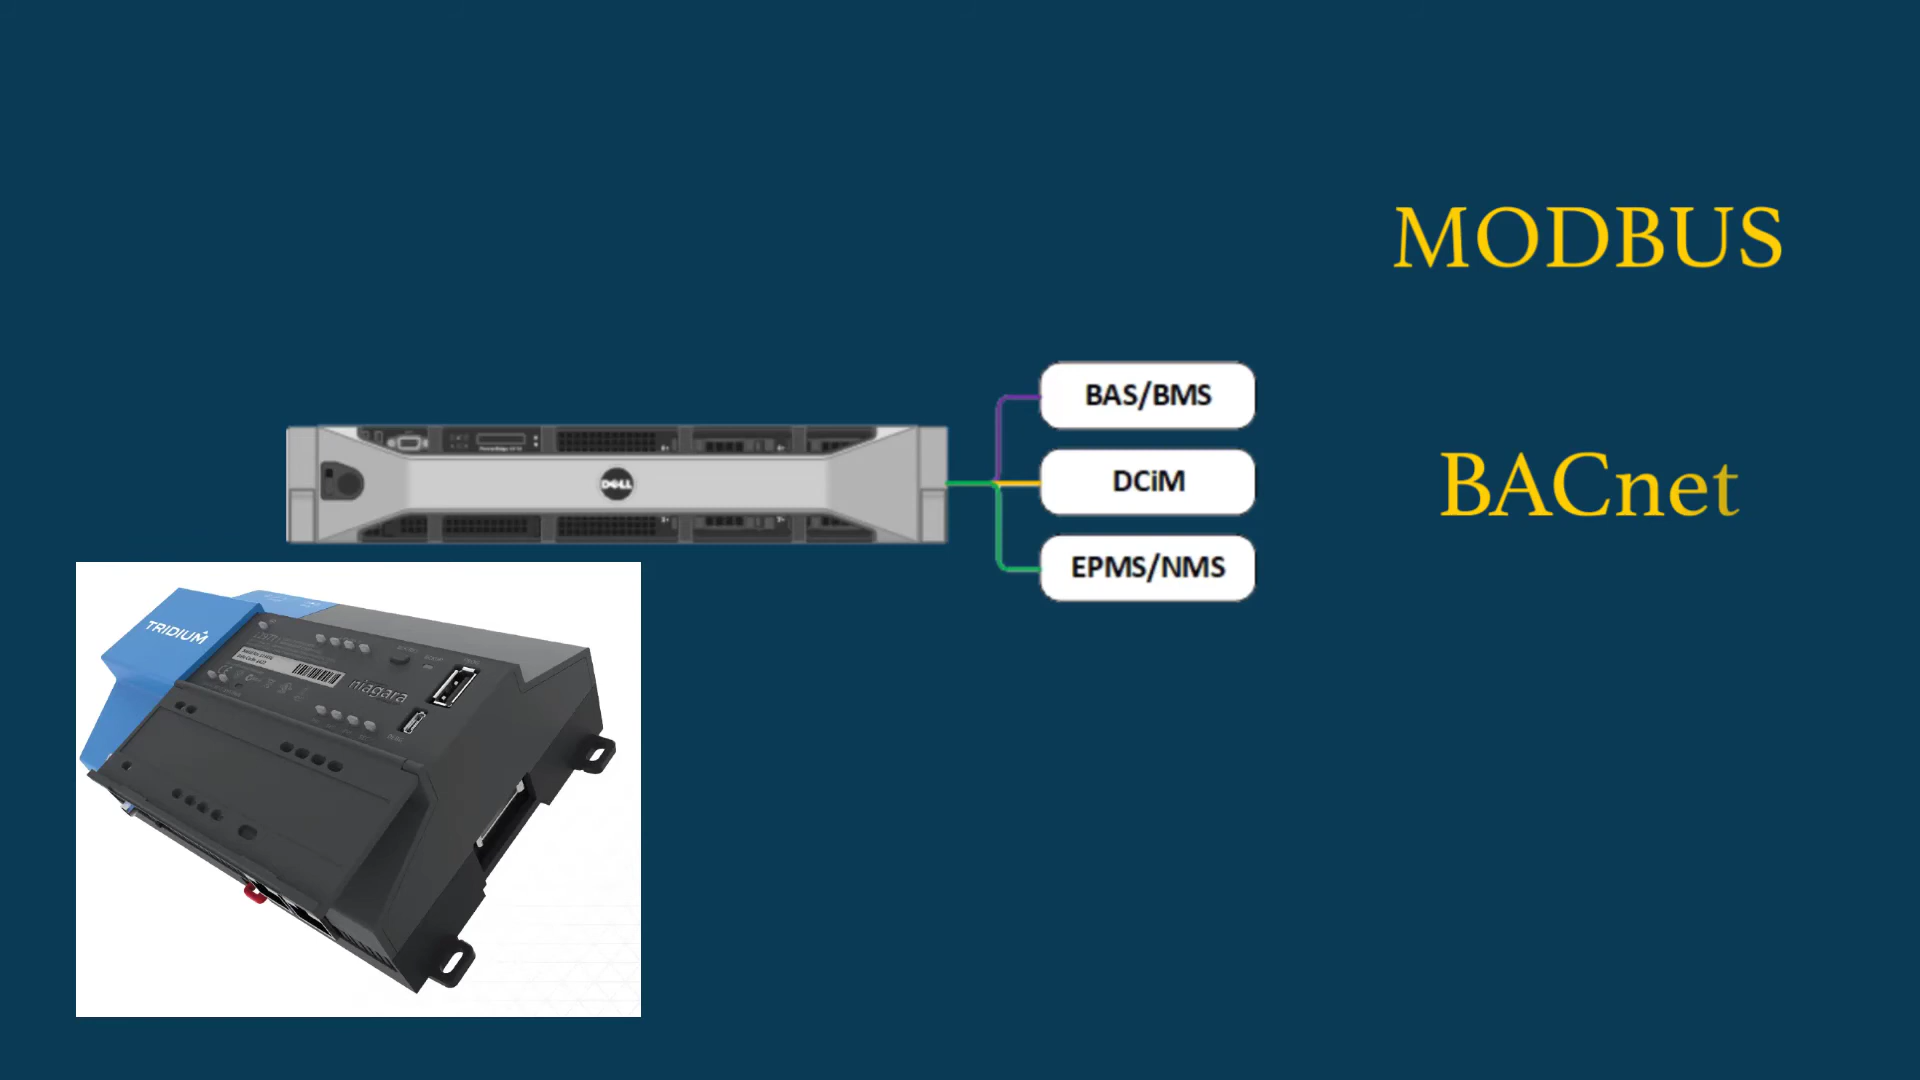 MODBUS
BAS/BMS
DCiM
BACnet
EPMS/NMS
DELL
TRIDIUM
niagara